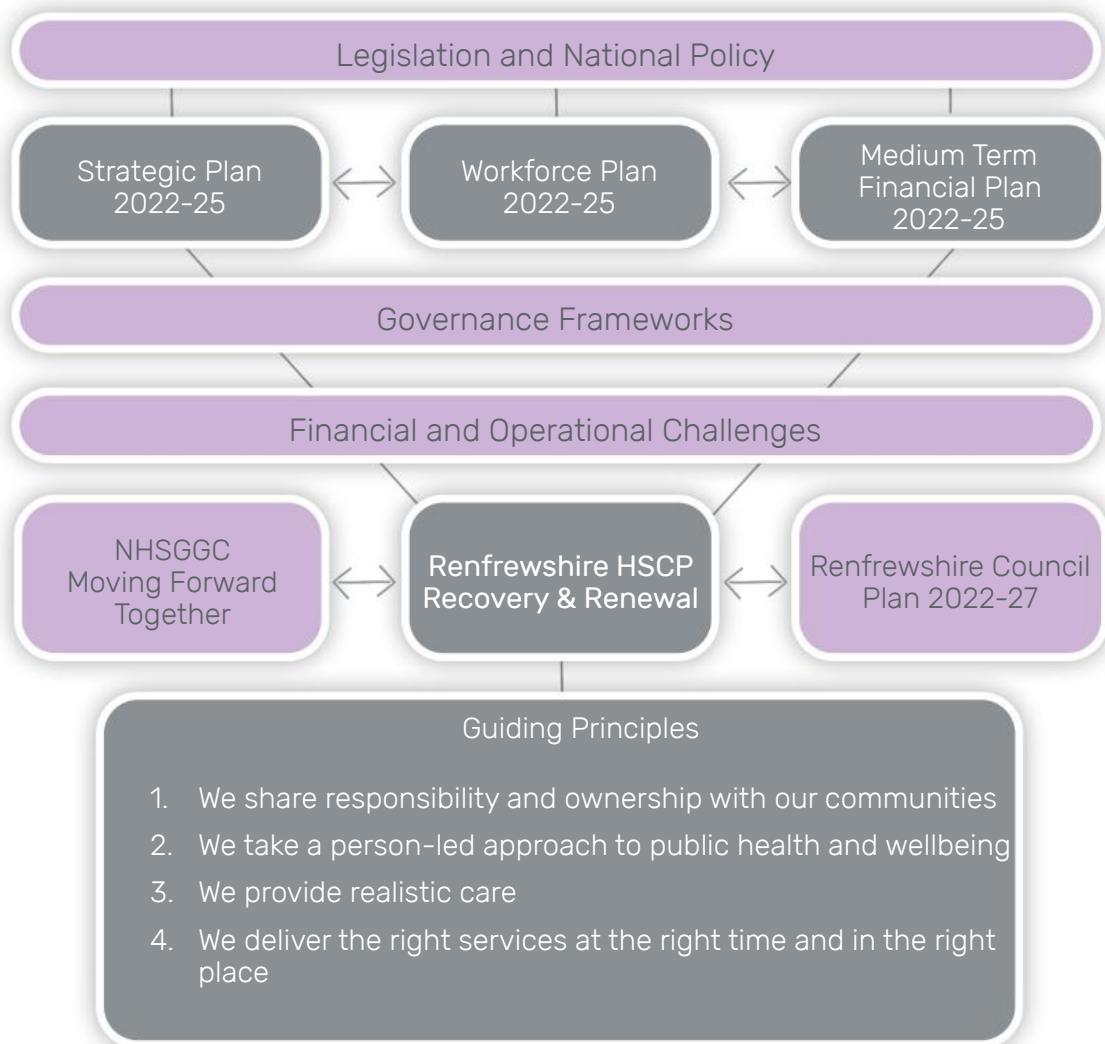 Legislation and National Policy
Strategic Plan
2022-25
Workforce Plan
2022-25
Medium Term
Financial Plan
2022-25
Governance Frameworks
Financial and Operational Challenges
NHSGGC
Moving Forward
Together
Renfrewshire HSCP
Recovery & Renewal
Renfrewshire Council
Plan 2022-27
Guiding Principles
1. We share responsibility and ownership with our communities
2. We take a person-led approach to public health and wellbeing
3. We provide realistic care
4. We deliver the right services at the right time and in the right
place